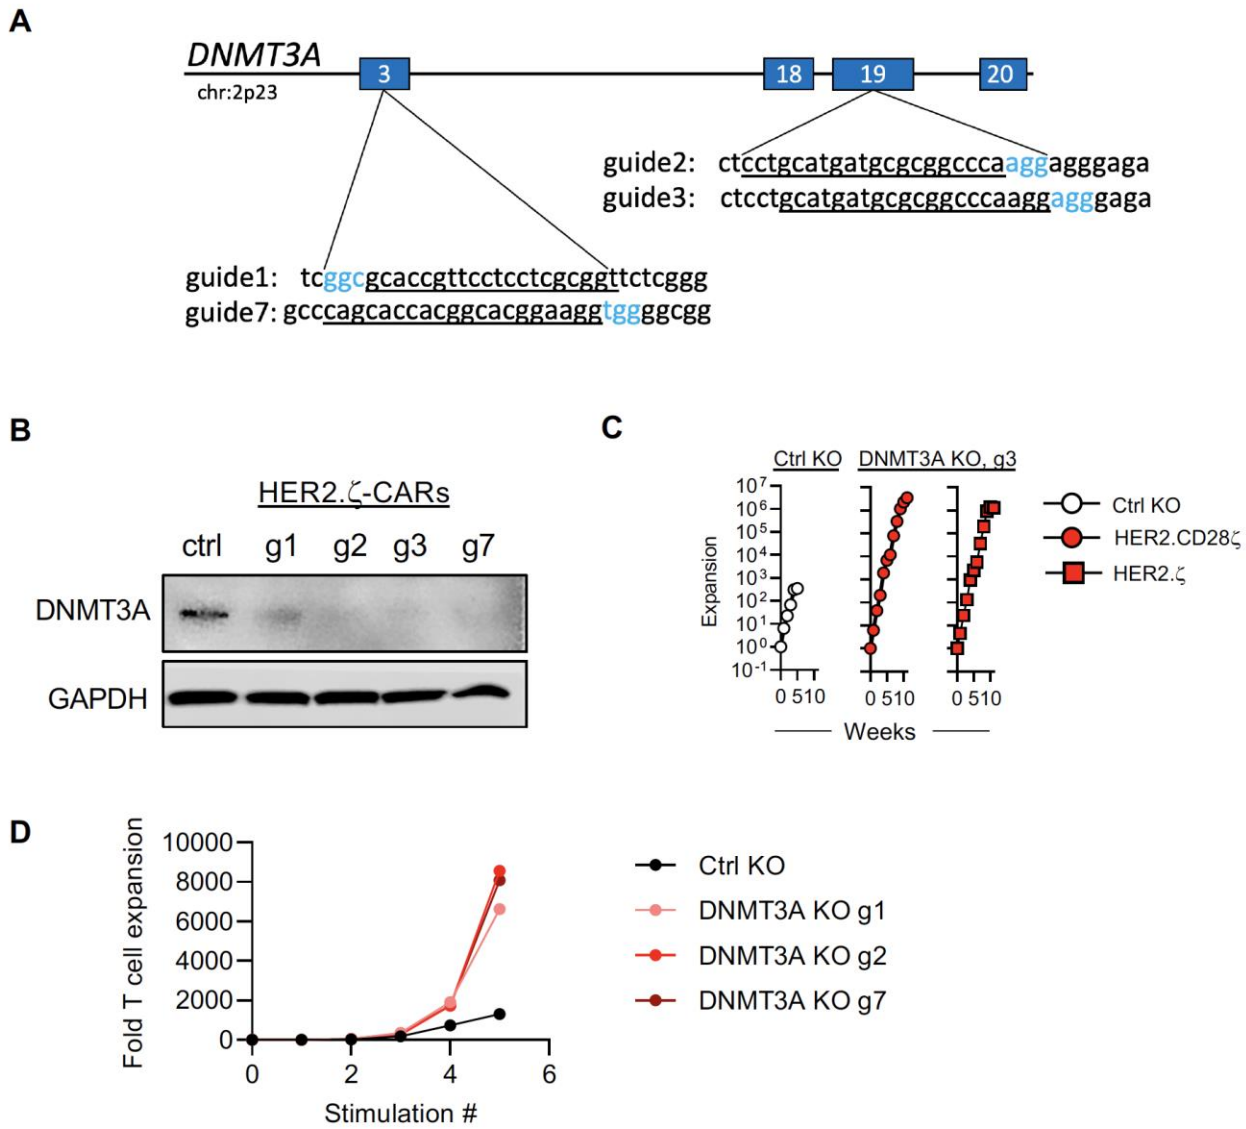 A
DNMT3A
chr:2p23
3
18
19
20
guide2: ctcctgcatgatgcgcggcccaaggagggaga
guide3: ctcctgcatgatgcgcggcccaaggagggaga
guide1: tcggcgcaccgttcctcctcgcggttctcggg
guide7: gcccagcaccacggcacggaaggtggggcgg
B
HER2.ζ-CARs
ctrl g1 g2 g3 g7
DNMT3A
GAPDH
C
Ctrl KO DNMT3A KO, g3
Expansion
10⁷
10⁶
10⁵
10⁴
10³
10²
10¹
10⁰
10⁻¹
0 510 0 510 0 510
Weeks
Ctrl KO
HER2.CD28ζ
HER2.ζ
D
Fold T cell expansion
10000
8000
6000
4000
2000
0
0 2 4 6
Stimulation #
Ctrl KO
DNMT3A KO g1
DNMT3A KO g2
DNMT3A KO g7